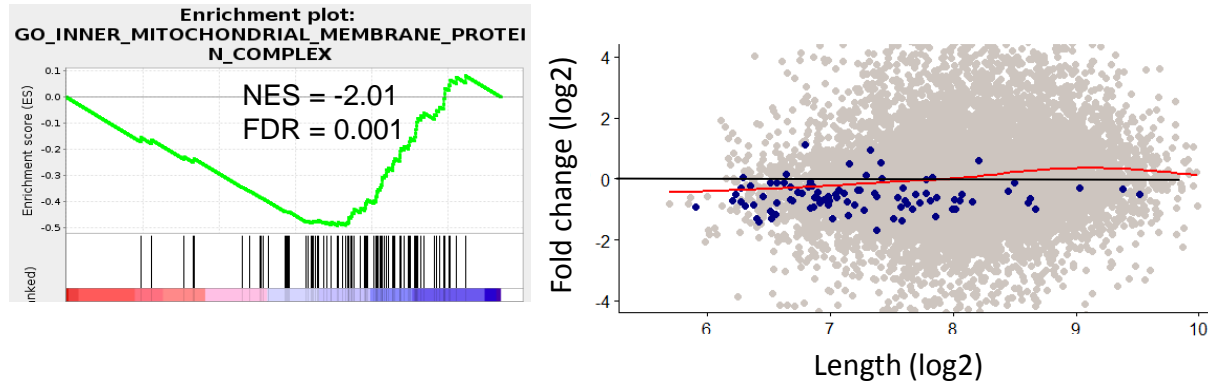 Enrichment plot:
GO_INNER_MITOCHONDRIAL_MEMBRANE_PROTEI
N_COMPLEX
NES = -2.01
FDR = 0.001
Enrichment score (ES)
0.1
0.0
-0.1
-0.2
-0.3
-0.4
-0.5
nked)
Fold change (log2)
4
2
0
-2
-4
6
7
8
9
10
Length (log2)